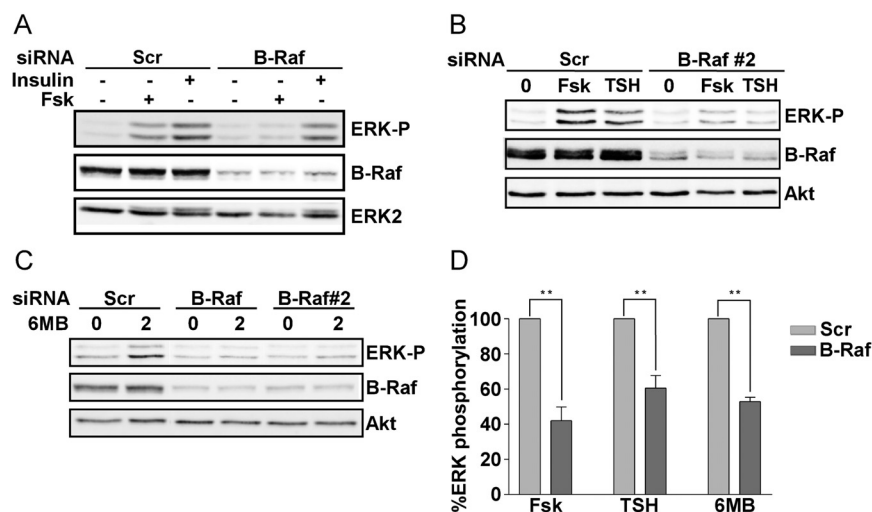 A
siRNA Scr B-Raf
Insulin - - + - - +
Fsk - + - - + -
ERK-P
B-Raf
ERK2
B
siRNA Scr B-Raf #2
0 Fsk TSH 0 Fsk TSH
ERK-P
B-Raf
Akt
C
siRNA Scr B-Raf B-Raf#2
6MB 0 2 0 2 0 2
ERK-P
B-Raf
Akt
D
%ERK phosphorylation
100
80
60
40
20
0
** ** **
Fsk TSH 6MB
Scr
B-Raf